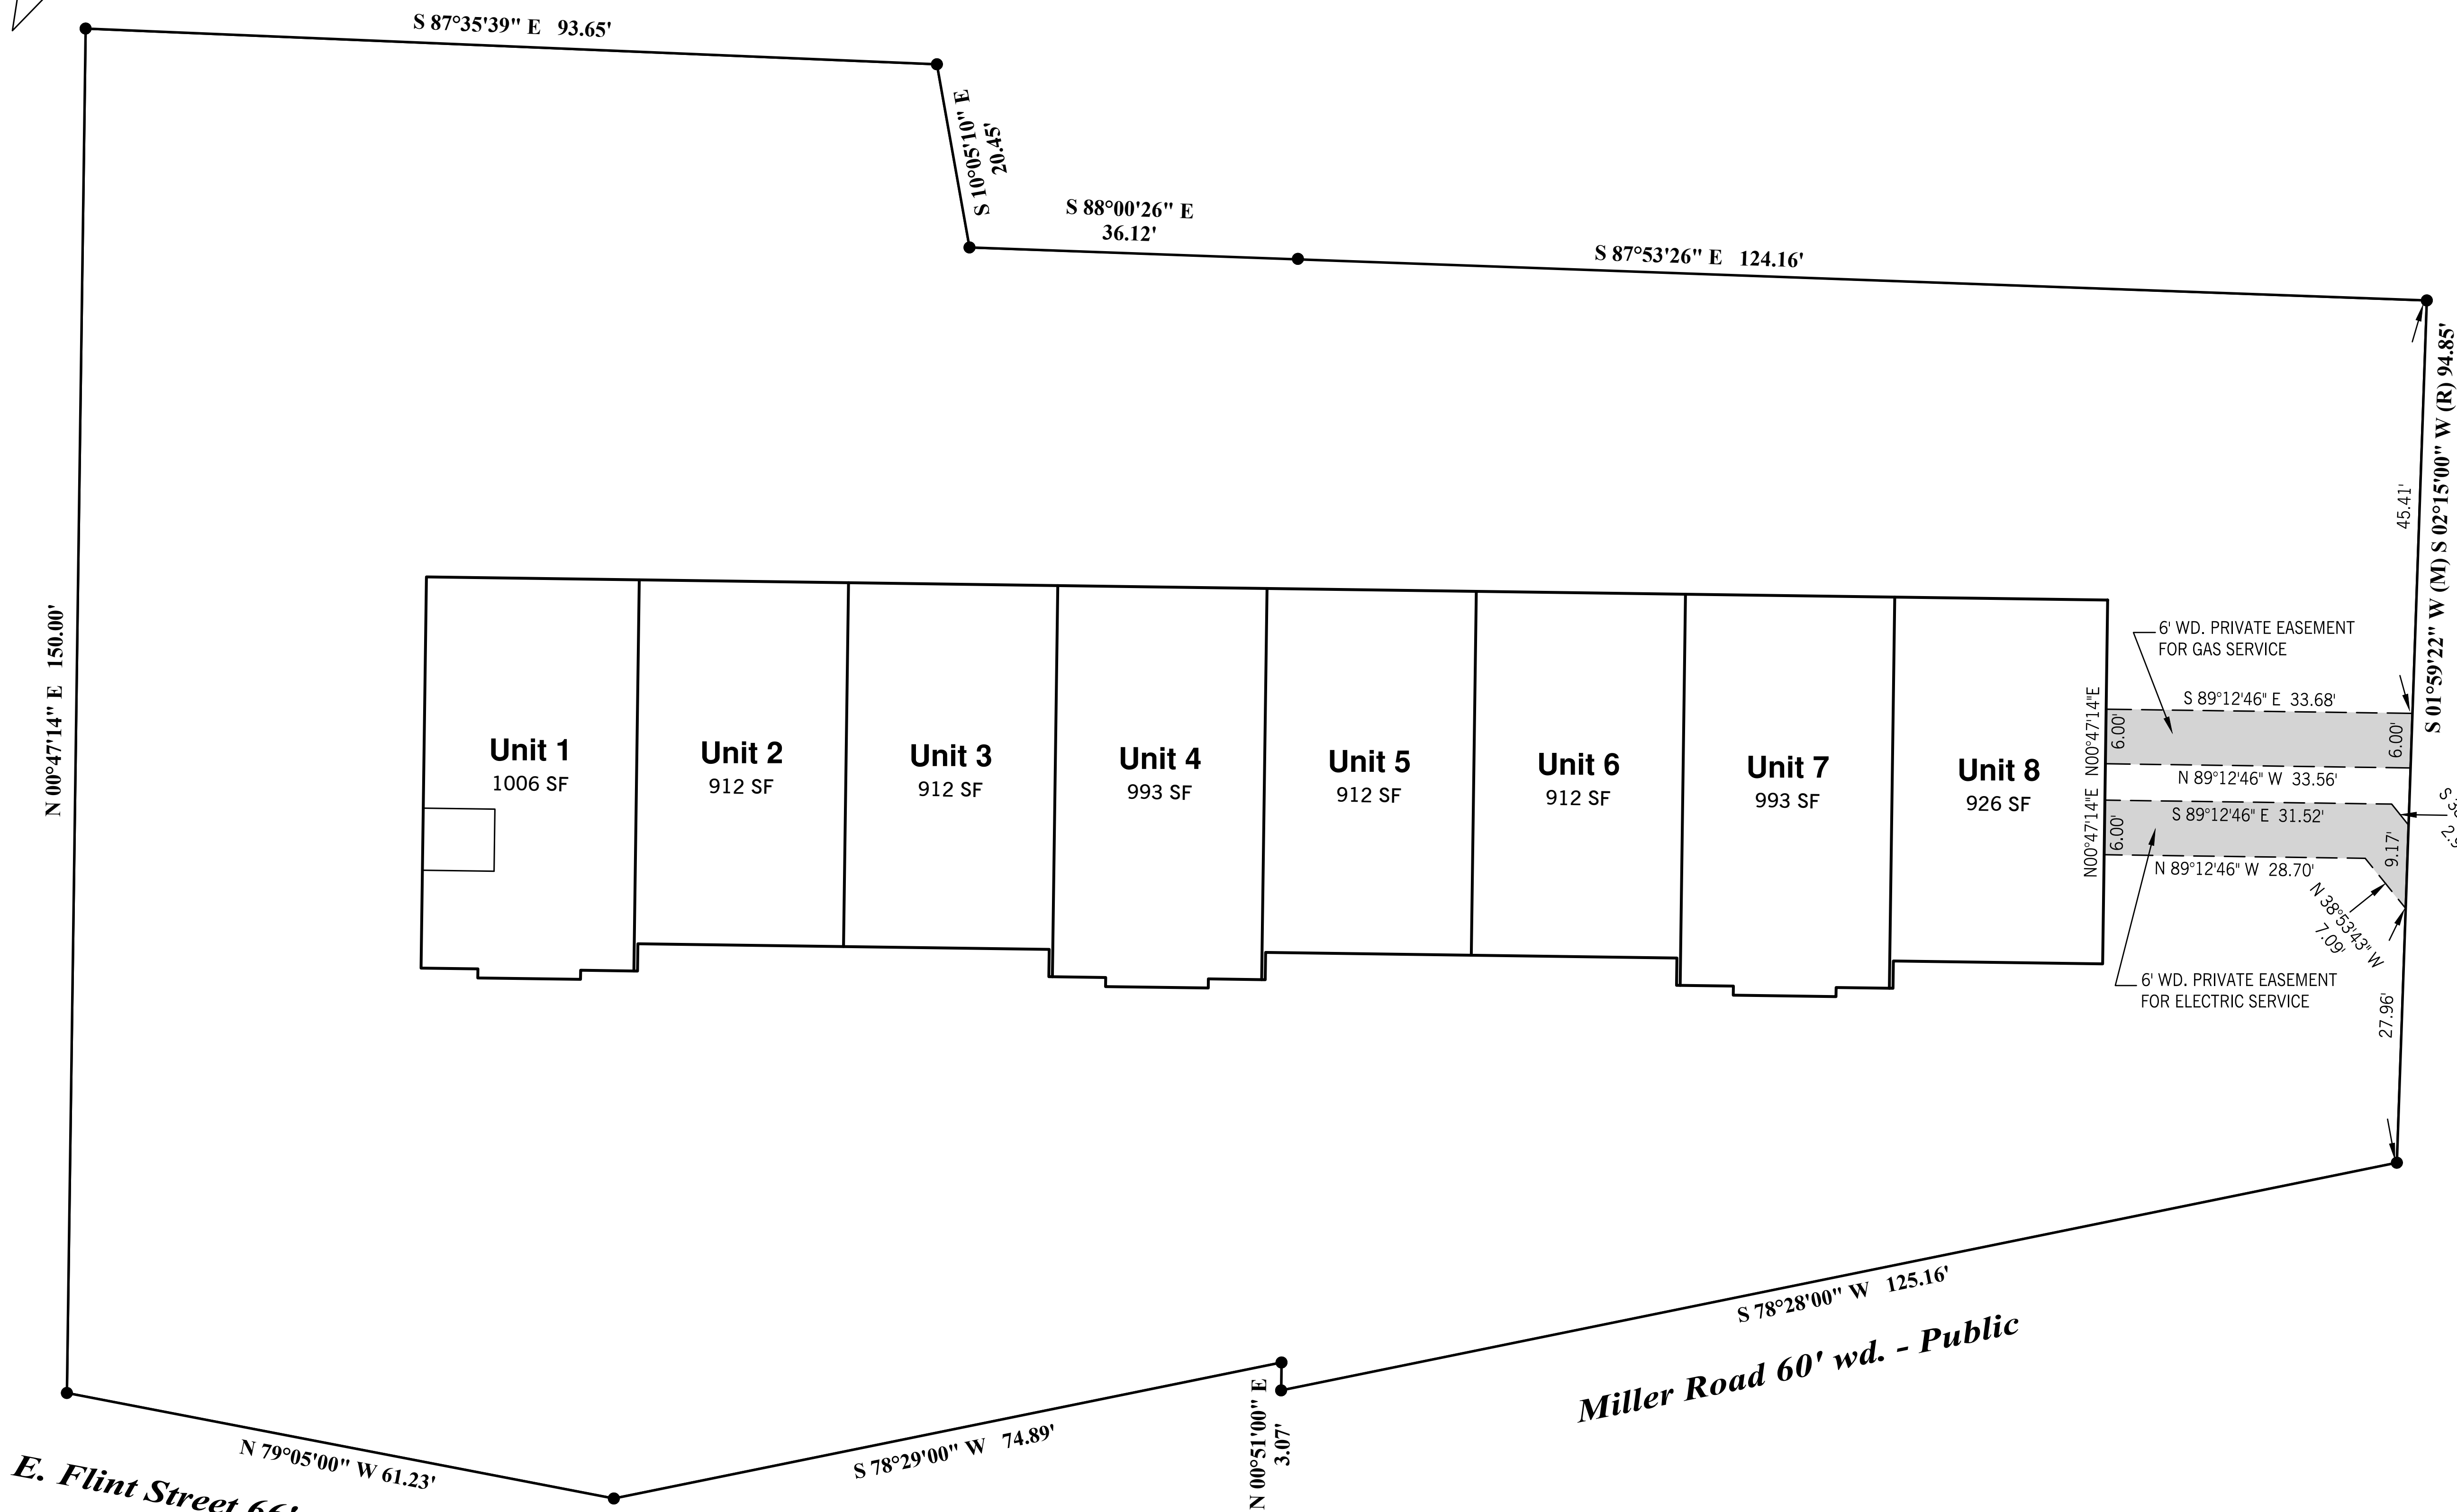 S 87°35'39" E 93.65'
S 10°05'10" E
20.45'
S 88°00'26" E
36.12'
S 87°53'26" E 124.16'
S 01°59'22" W (M) S 02°15'00" W (R) 94.85'
45.41'
N 00°47'14" E 150.00'
6' WD. PRIVATE EASEMENT
FOR GAS SERVICE
Unit 1
1006 SF
Unit 2
912 SF
Unit 3
912 SF
Unit 4
993 SF
Unit 5
912 SF
Unit 6
912 SF
Unit 7
993 SF
Unit 8
926 SF
N00°47'14"E
6.00'
S 89°12'46" E 33.68'
6.00'
N 89°12'46" W 33.56'
N00°47'14"E
6.00'
S 89°12'46" E 31.52'
9.17'
N 89°12'46" W 28.70'
N 38°53'43" W
7.09'
6' WD. PRIVATE EASEMENT
FOR ELECTRIC SERVICE
27.96'
S 78°28'00" W 125.16'
Miller Road 60' wd. - Public
N 00°51'00" E
3.07'
S 78°29'00" W 74.89'
N 79°05'00" W 61.23'
E. Flint Street 66'